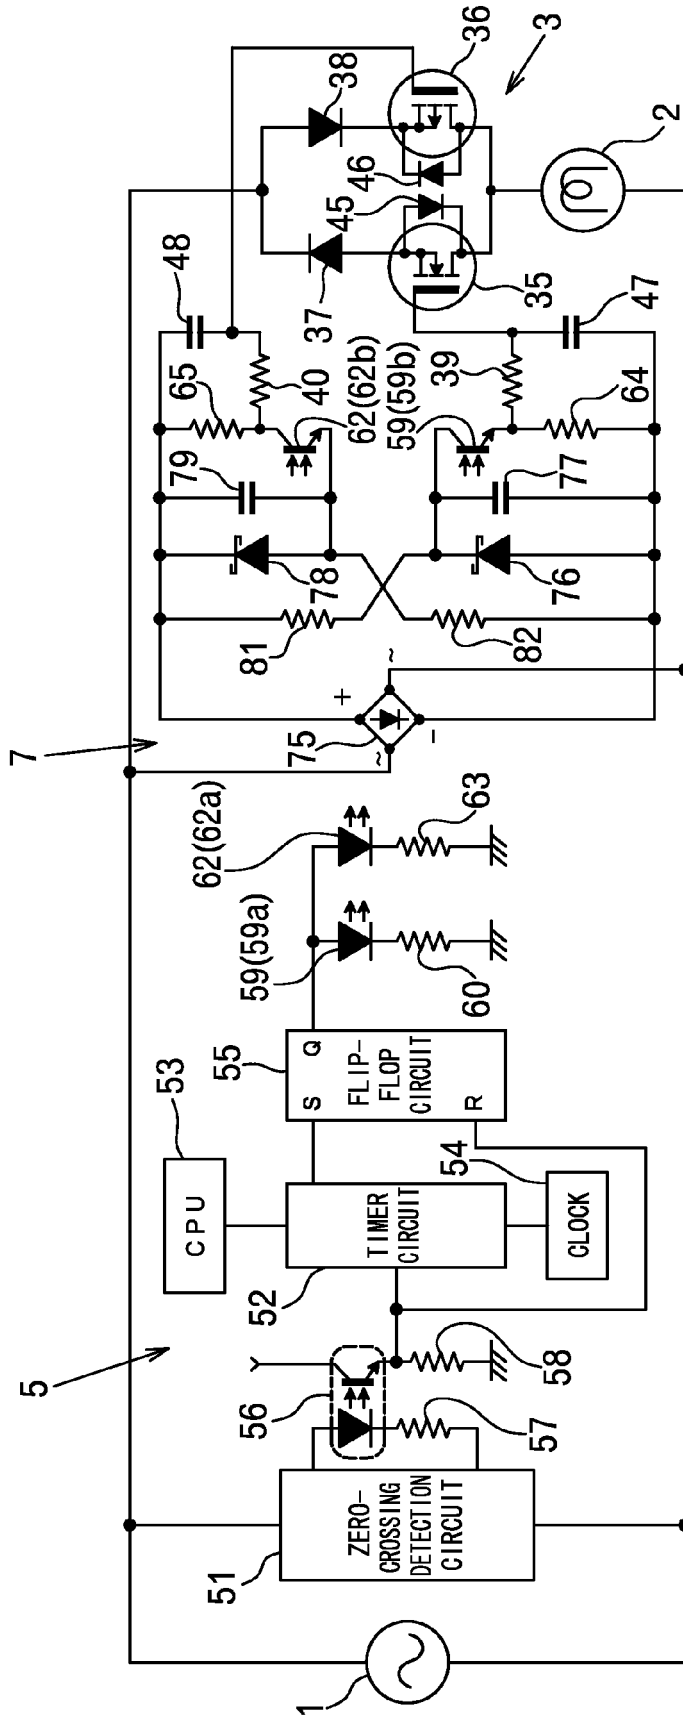 7
5
53
CPU
55
S Q
FLIP-
FLOP
CIRCUIT
R
59(59a)
62(62a)
60
63
52
TIMER
CIRCUIT
54
CLOCK
56
58
57
51
ZERO-
CROSSING
DETECTION
CIRCUIT
1
~
+
75
~
−
81
82
78
76
79
77
65
40
62(62b)
59(59b)
39
64
48
47
37
38
45
46
35
36
3
2